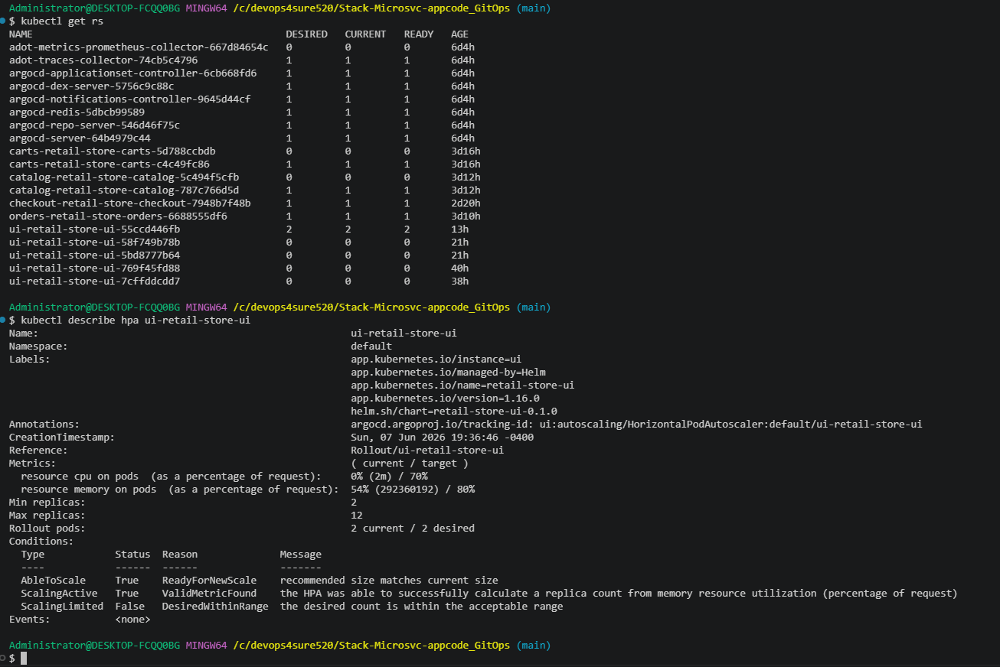 Administrator@DESKTOP-FCQQ0BG MINGW64 /c/devops4sure520/Stack-Microsvc-appcode_GitOps (main)
$ kubectl get rs
NAME DESIRED CURRENT READY AGE
adot-metrics-prometheus-collector-667d84654c 0 0 0 6d4h
adot-traces-collector-74cb5c4796 1 1 1 6d4h
argocd-applicationset-controller-6cb668fd6 1 1 1 6d4h
argocd-dex-server-5756c9c88c 1 1 1 6d4h
argocd-notifications-controller-9645d44cf 1 1 1 6d4h
argocd-redis-5dbcb99589 1 1 1 6d4h
argocd-repo-server-546d46f75c 1 1 1 6d4h
argocd-server-64b4979c44 1 1 1 6d4h
carts-retail-store-carts-5d788ccbdb 0 0 0 3d16h
carts-retail-store-carts-c4c49fc86 1 1 1 3d16h
catalog-retail-store-catalog-5c494f5cfb 0 0 0 3d12h
catalog-retail-store-catalog-787c766d5d 1 1 1 3d12h
checkout-retail-store-checkout-7948b7f48b 1 1 1 2d20h
orders-retail-store-orders-6688555df6 1 1 1 3d10h
ui-retail-store-ui-55ccd446fb 2 2 2 13h
ui-retail-store-ui-58f749b78b 0 0 0 21h
ui-retail-store-ui-5bd8777b64 0 0 0 21h
ui-retail-store-ui-769f45fd88 0 0 0 40h
ui-retail-store-ui-7cffddcdd7 0 0 0 38h
Administrator@DESKTOP-FCQQ0BG MINGW64 /c/devops4sure520/Stack-Microsvc-appcode_GitOps (main)
$ kubectl describe hpa ui-retail-store-ui
Name: ui-retail-store-ui
Namespace: default
Labels: app.kubernetes.io/instance=ui
app.kubernetes.io/managed-by=Helm
app.kubernetes.io/name=retail-store-ui
app.kubernetes.io/version=1.16.0
helm.sh/chart=retail-store-ui-0.1.0
Annotations: argocd.argoproj.io/tracking-id: ui:autoscaling/HorizontalPodAutoscaler:default/ui-retail-store-ui
CreationTimestamp: Sun, 07 Jun 2026 19:36:46 -0400
Reference: Rollout/ui-retail-store-ui
Metrics: ( current / target )
resource cpu on pods (as a percentage of request): 0% (2m) / 70%
resource memory on pods (as a percentage of request): 54% (292360192) / 80%
Min replicas: 2
Max replicas: 12
Rollout pods: 2 current / 2 desired
Conditions:
Type Status Reason Message
---- ------ ------ -------
AbleToScale True ReadyForNewScale recommended size matches current size
ScalingActive True ValidMetricFound the HPA was able to successfully calculate a replica count from memory resource utilization (percentage of request)
ScalingLimited False DesiredWithinRange the desired count is within the acceptable range
Events: <none>
Administrator@DESKTOP-FCQQ0BG MINGW64 /c/devops4sure520/Stack-Microsvc-appcode_GitOps (main)
$